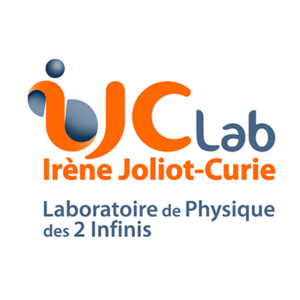 IJCLab
Irène Joliot-Curie
Laboratoire de Physique
des 2 Infinis